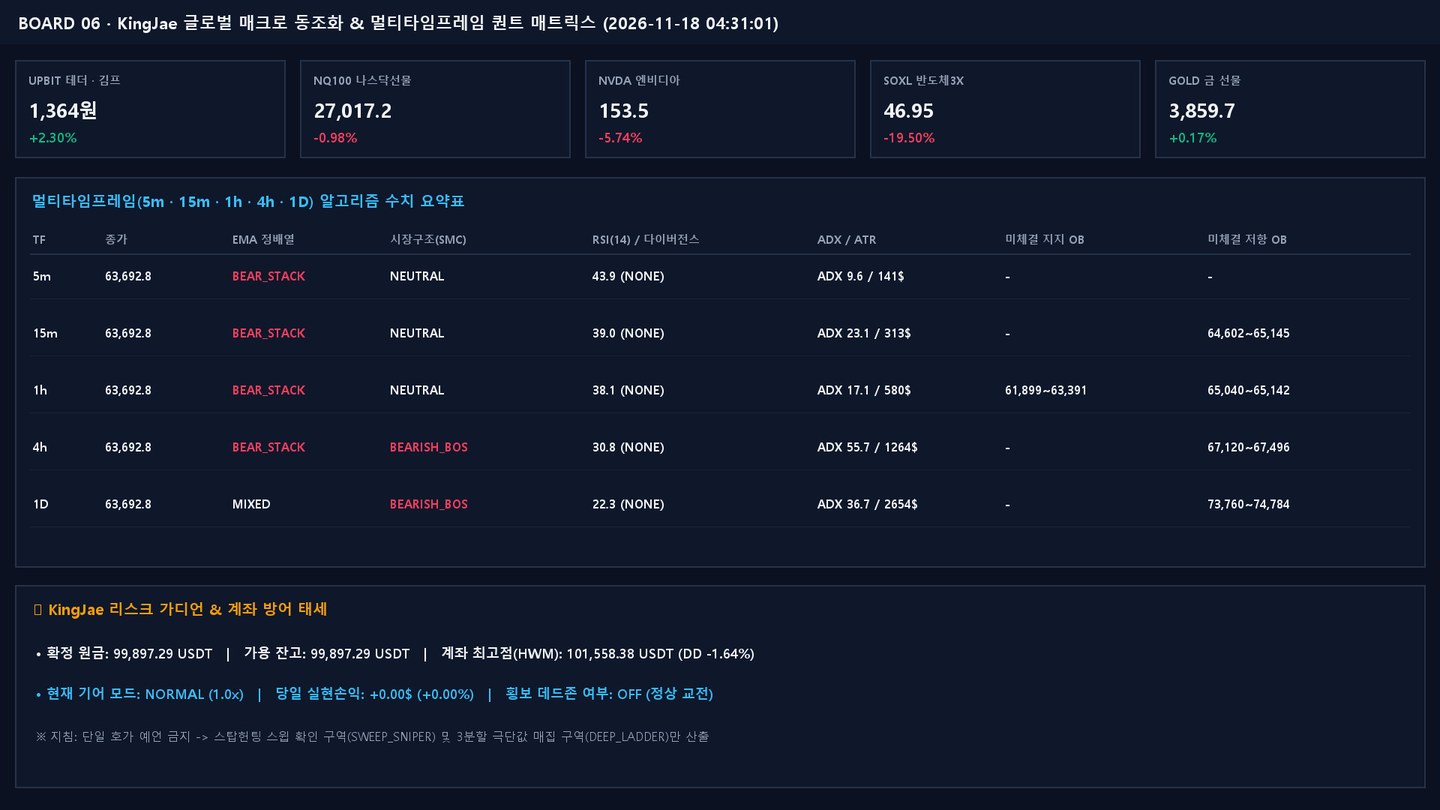 BOARD 06 · KingJae 글로벌 매크로 동조화 & 멀티타임프레임 퀀트 매트릭스 (2026-11-18 04:31:01)
UPBIT 테더 · 김프
1,364원
+2.30%
NQ100 나스닥선물
27,017.2
-0.98%
NVDA 엔비디아
153.5
-5.74%
SOXL 반도체3X
46.95
-19.50%
GOLD 금 선물
3,859.7
+0.17%
멀티타임프레임(5m · 15m · 1h · 4h · 1D) 알고리즘 수치 요약표
TF 종가 EMA 정배열 시장구조(SMC) RSI(14) / 다이버전스 ADX / ATR 미체결 지지 OB 미체결 저항 OB
5m 63,692.8 BEAR_STACK NEUTRAL 43.9 (NONE) ADX 9.6 / 141$ - -
15m 63,692.8 BEAR_STACK NEUTRAL 39.0 (NONE) ADX 23.1 / 313$ - 64,602~65,145
1h 63,692.8 BEAR_STACK NEUTRAL 38.1 (NONE) ADX 17.1 / 580$ 61,899~63,391 65,040~65,142
4h 63,692.8 BEAR_STACK BEARISH_BOS 30.8 (NONE) ADX 55.7 / 1264$ - 67,120~67,496
1D 63,692.8 MIXED BEARISH_BOS 22.3 (NONE) ADX 36.7 / 2654$ - 73,760~74,784
KingJae 리스크 가디언 & 계좌 방어 태세
• 확정 원금: 99,897.29 USDT | 가용 잔고: 99,897.29 USDT | 계좌 최고점(HWM): 101,558.38 USDT (DD -1.64%)
• 현재 기어 모드: NORMAL (1.0x) | 당일 실현손익: +0.00$ (+0.00%) | 횡보 데드존 여부: OFF (정상 교전)
※ 지침: 단일 호가 예언 금지 -> 스탑헌팅 스윕 확인 구역(SWEEP_SNIPER) 및 3분할 극단값 매집 구역(DEEP_LADDER)만 산출